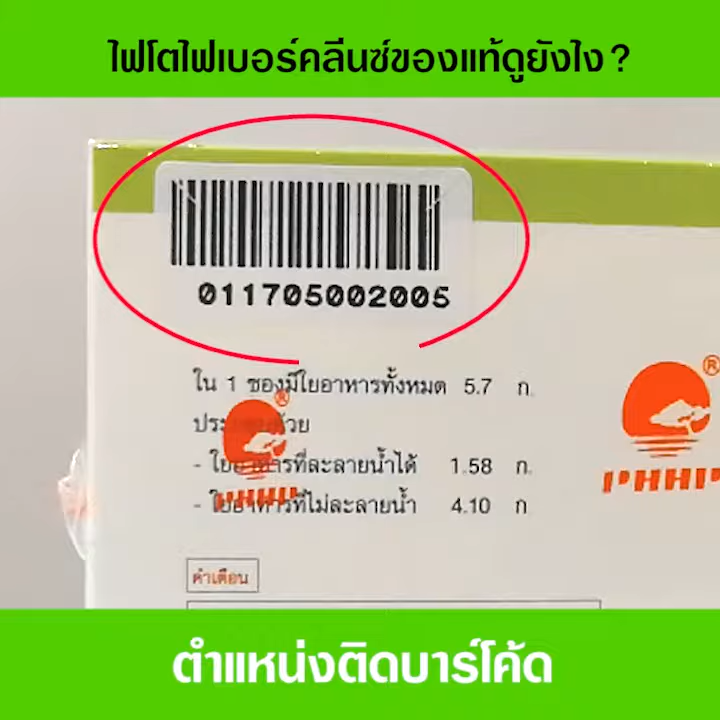 ไฟโตไฟเบอร์คลีนซ์ของแท้ดูยังไง ?
011705002005
ใน 1 ซองมีใยอาหารทั้งหมด 5.7 ก.
ประกอบด้วย
- ใยอาหารที่ละลายน้ำได้ 1.58 ก.
- ใยอาหารที่ไม่ละลายน้ำ 4.10 ก
PHHP
PHHP
คำเตือน
ตำแหน่งติดบาร์โค้ด